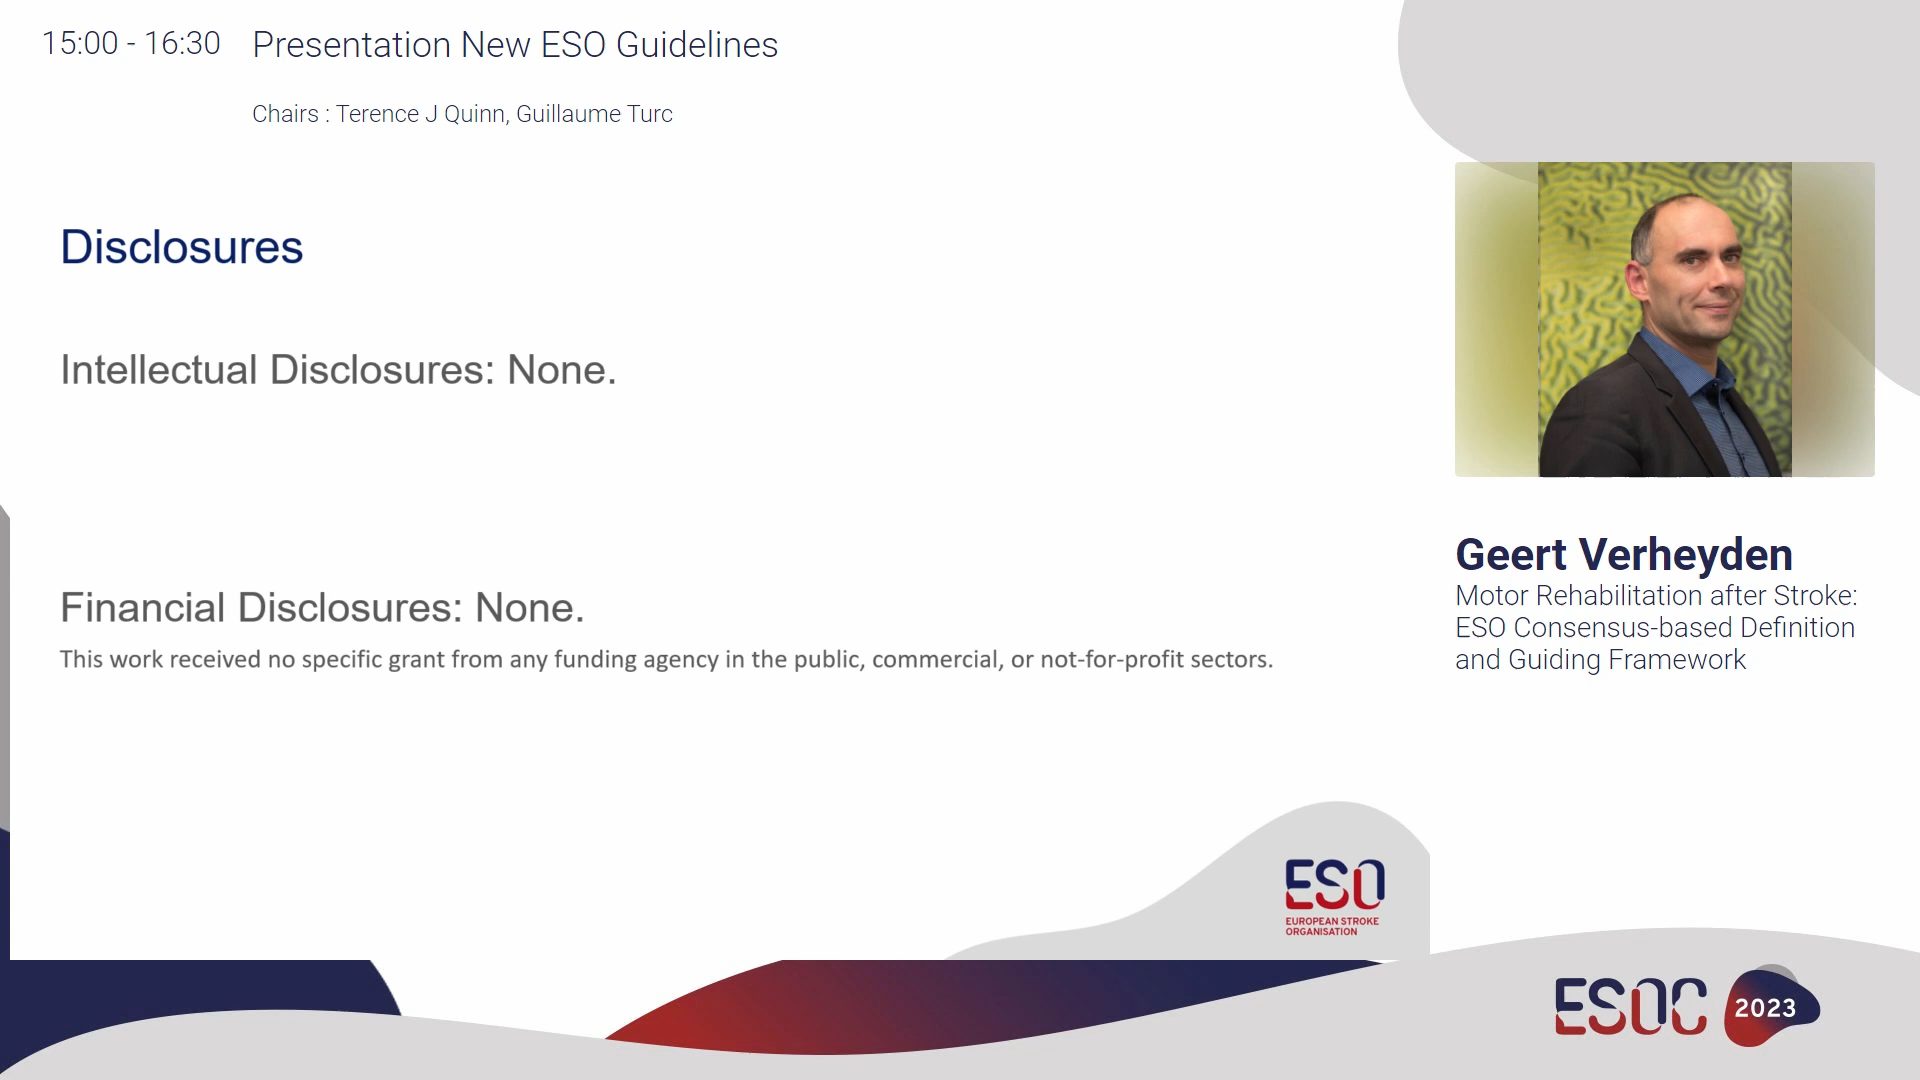 15:00 - 16:30 Presentation New ESO Guidelines
Chairs : Terence J Quinn, Guillaume Turc
Disclosures
Intellectual Disclosures: None.
Financial Disclosures: None.
This work received no specific grant from any funding agency in the public, commercial, or not-for-profit sectors.
Geert Verheyden
Motor Rehabilitation after Stroke:
ESO Consensus-based Definition
and Guiding Framework
ESO
EUROPEAN STROKE
ORGANISATION
ESOC 2023